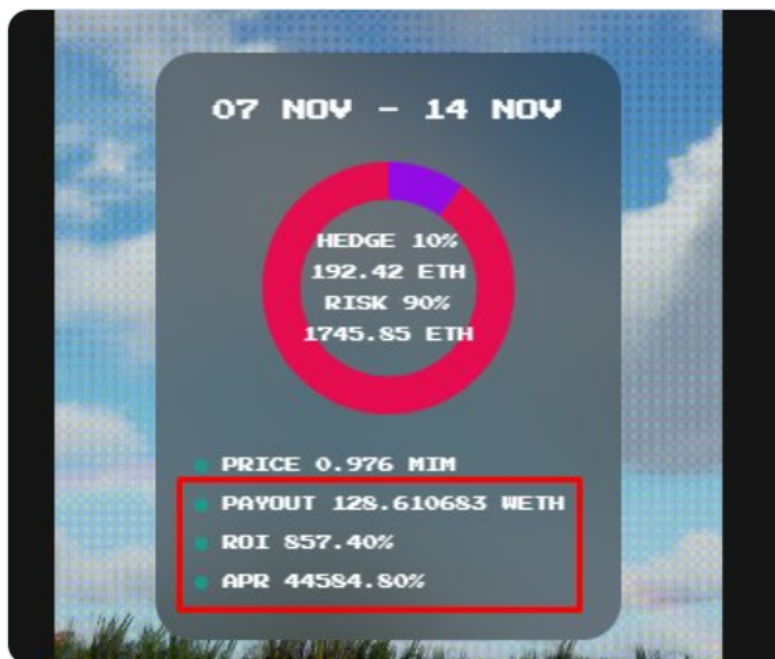 07 NOV - 14 NOV
HEDGE 10%
192.42 ETH
RISK 90%
1745.85 ETH
PRICE 0.976 MIM
PAYOUT 128.610683 WETH
ROI 857.40%
APR 44584.80%